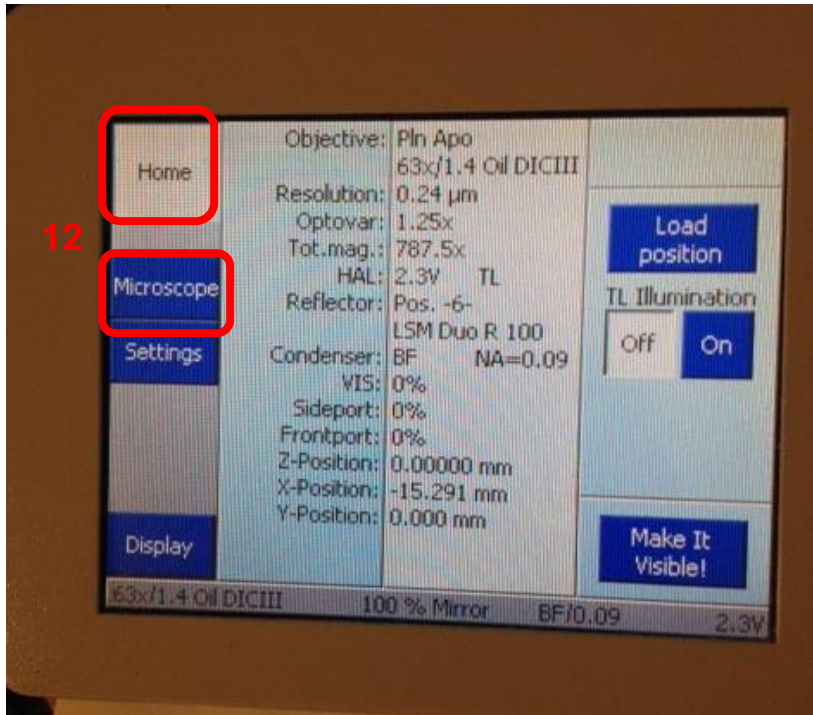 12
Home
Microscope
Settings
Display
Objective: Pln Apo
63x/1.4 Oil DICIII
Resolution: 0.24 µm
Optovar: 1.25x
Tot.mag.: 787.5x
HAL: 2.3V TL
Reflector: Pos. -6-
LSM Duo R 100
Condenser: BF NA=0.09
VIS: 0%
Sideport: 0%
Frontport: 0%
Z-Position: 0.00000 mm
X-Position: -15.291 mm
Y-Position: 0.000 mm
Load
position
TL Illumination
Off On
Make It
Visible!
63x/1.4 Oil DICIII 100 % Mirror BF/0.09 2.3V